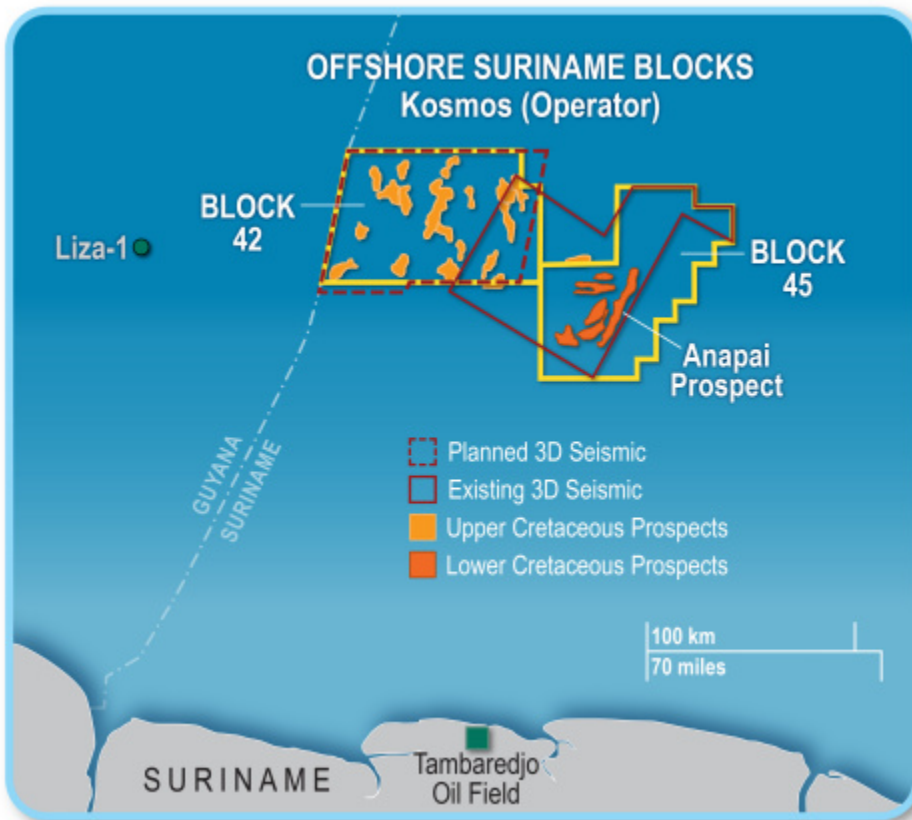 OFFSHORE SURINAME BLOCKS
Kosmos (Operator)
BLOCK
42
Liza-1
BLOCK
45
Anapai
Prospect
GUYANA
SURINAME
Planned 3D Seismic
Existing 3D Seismic
Upper Cretaceous Prospects
Lower Cretaceous Prospects
100 km
70 miles
SURINAME
Tambaredjo
Oil Field